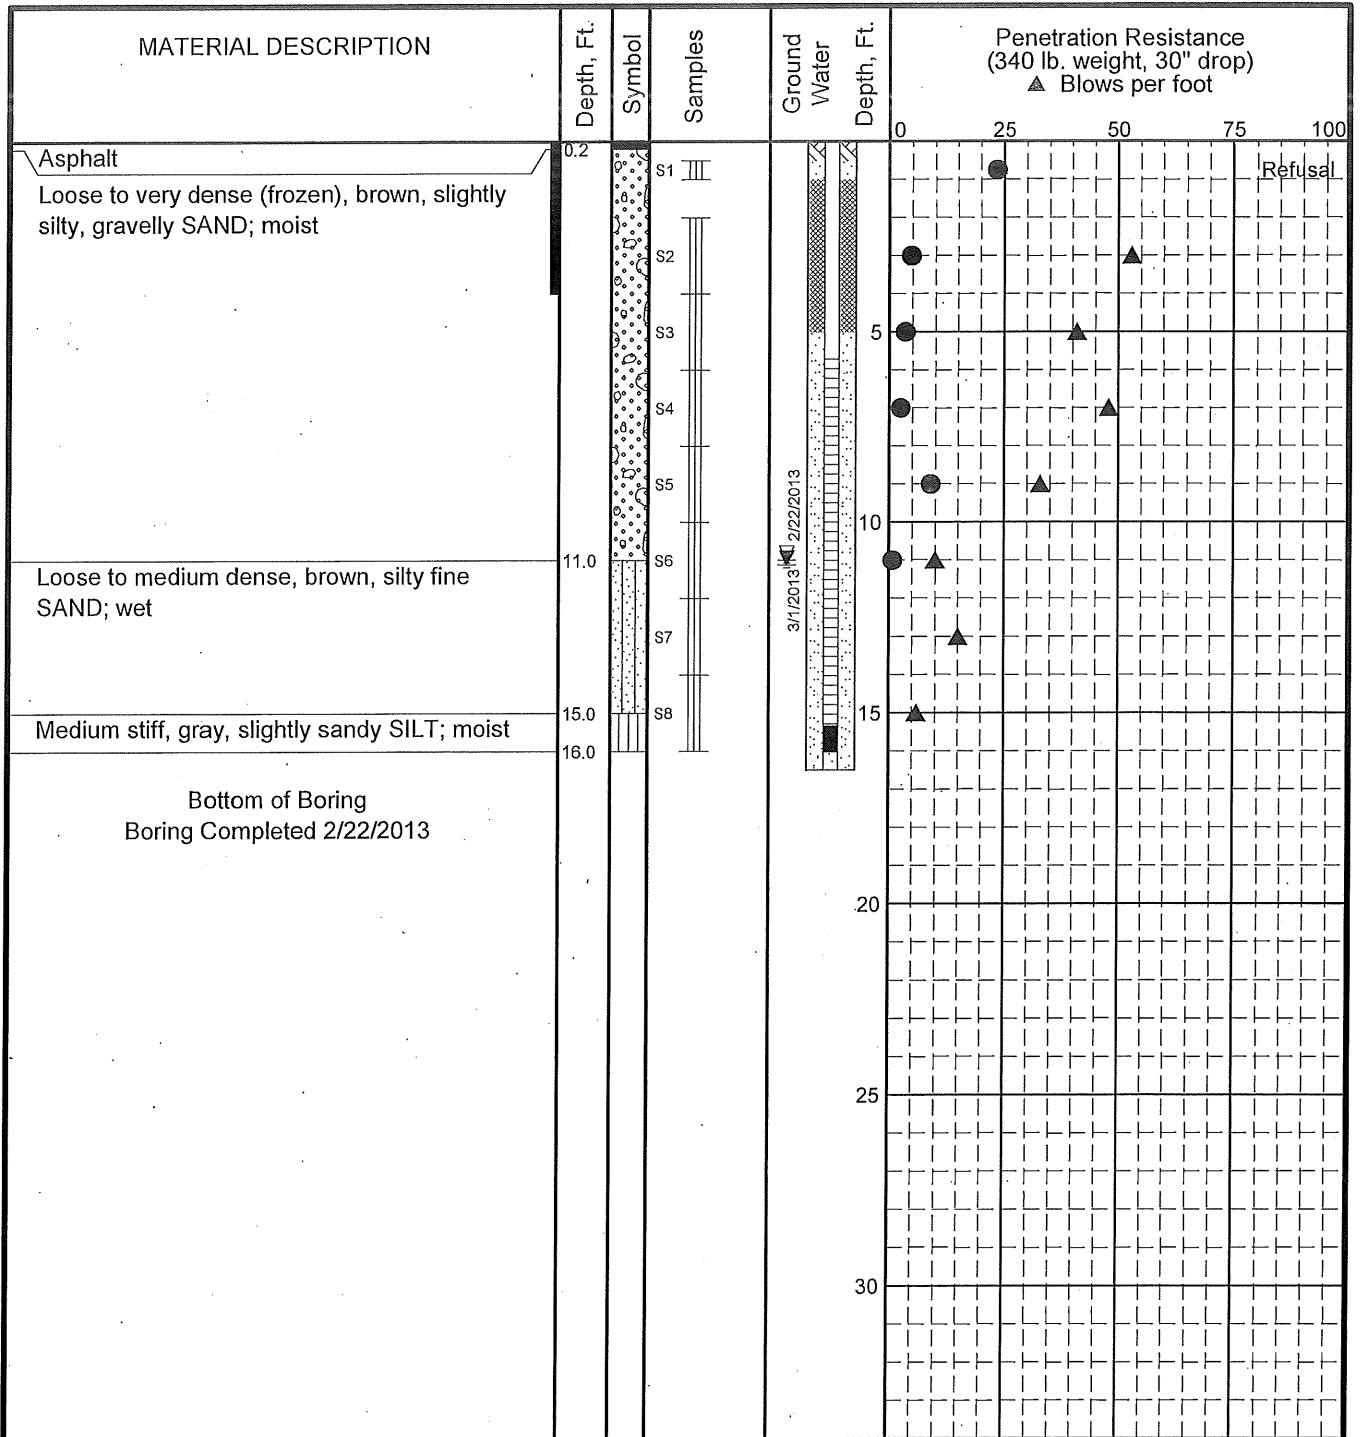 MATERIAL DESCRIPTION
Depth, Ft.
Symbol
Samples
Ground
Water
Depth, Ft.
Penetration Resistance
(340 lb. weight, 30" drop)
▲ Blows per foot
0 25 50 75 100
Asphalt
0.2
Loose to very dense (frozen), brown, slightly
silty, gravelly SAND; moist
S1
Refusal
S2
S3
5
S4
S5
2/22/2013
10
S6
11.0
Loose to medium dense, brown, silty fine
SAND; wet
3/1/2013
S7
15.0
S8
15
Medium stiff, gray, slightly sandy SILT; moist
16.0
Bottom of Boring
Boring Completed 2/22/2013
20
25
30